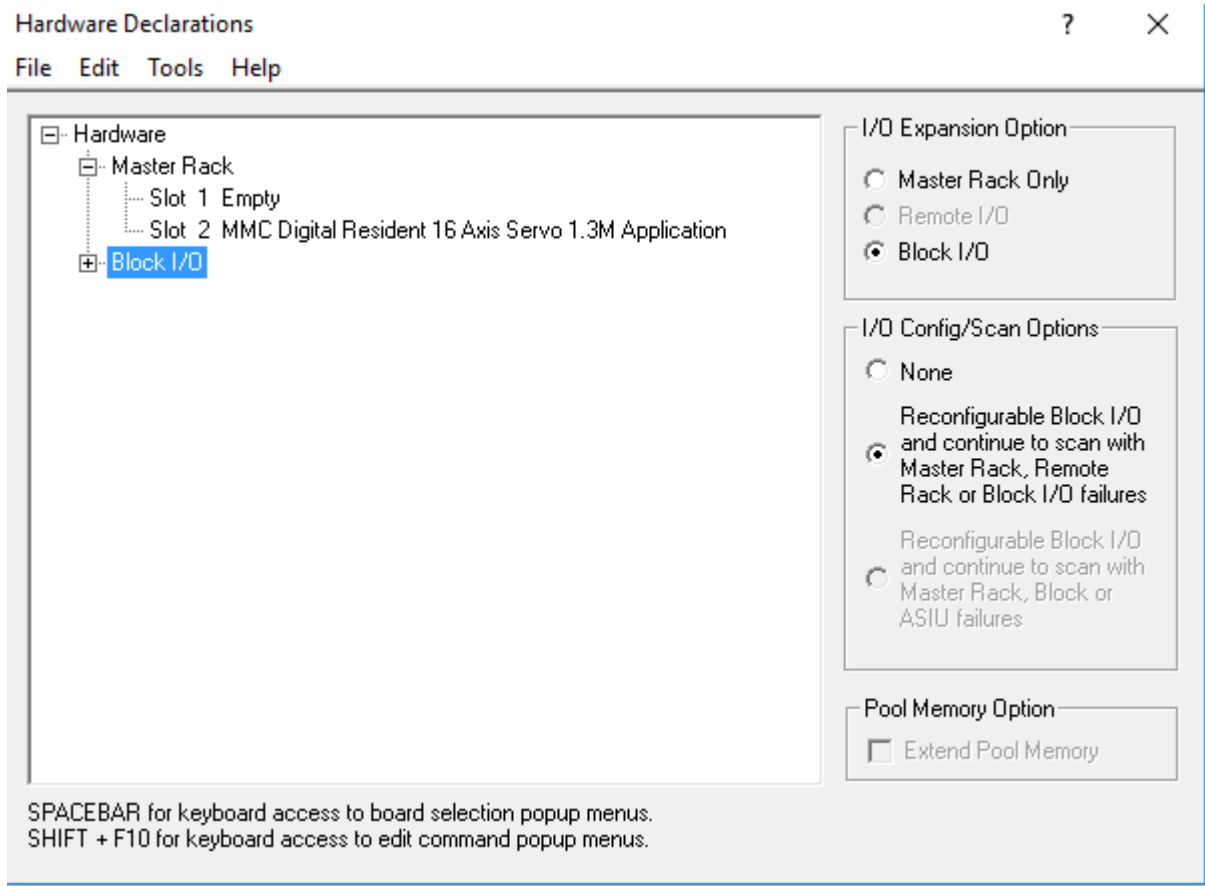 Hardware Declarations
? ×
File Edit Tools Help
Hardware
Master Rack
Slot 1 Empty
Slot 2 MMC Digital Resident 16 Axis Servo 1.3M Application
Block I/O
I/O Expansion Option
Master Rack Only
Remote I/O
Block I/O
I/O Config/Scan Options
None
Reconfigurable Block I/O
and continue to scan with
Master Rack, Remote
Rack or Block I/O failures
Reconfigurable Block I/O
and continue to scan with
Master Rack, Block or
ASIU failures
Pool Memory Option
Extend Pool Memory
SPACEBAR for keyboard access to board selection popup menus.
SHIFT + F10 for keyboard access to edit command popup menus.